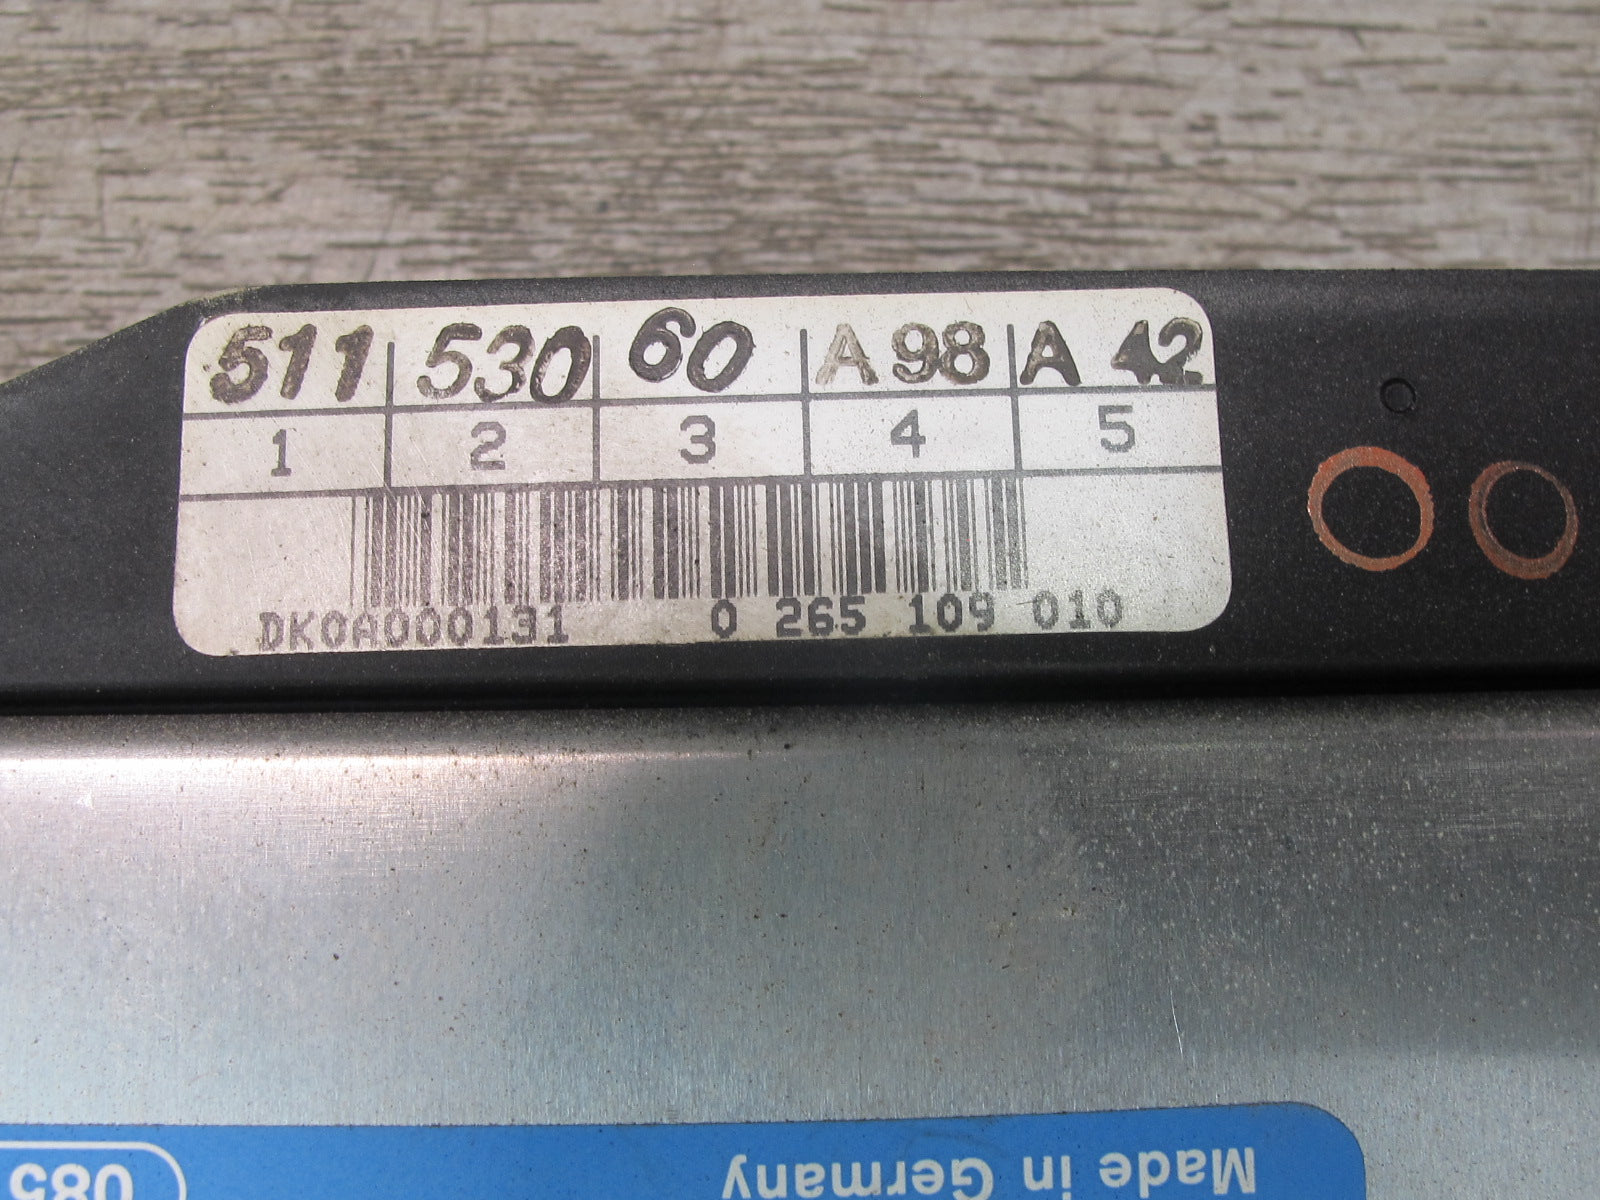 511 530 60 A 98 A 42
1 2 3 4 5
DK0A000131 0 265 109 010
Made in Germany
085